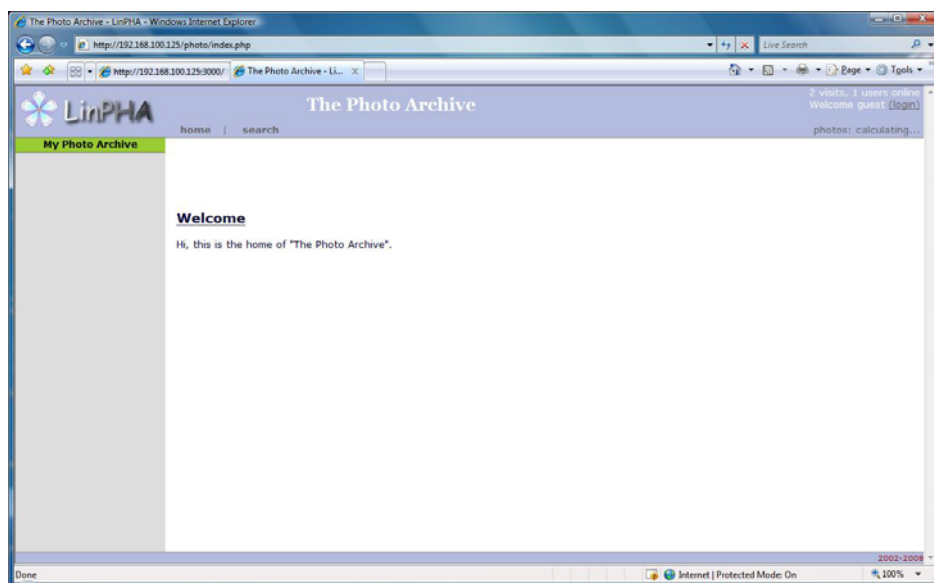 The Photo Archive - LinPHA - Windows Internet Explorer
http://192.168.100.125/photo/index.php
Live Search
http://192.168.100.125:3000/
The Photo Archive - Li...
Page
Tools
LinPHA
The Photo Archive
2 visits, 1 users online
Welcome guest (login)
home | search
photos: calculating...
My Photo Archive
Welcome
Hi, this is the home of "The Photo Archive".
2002-2008
Done
Internet | Protected Mode: On
100%